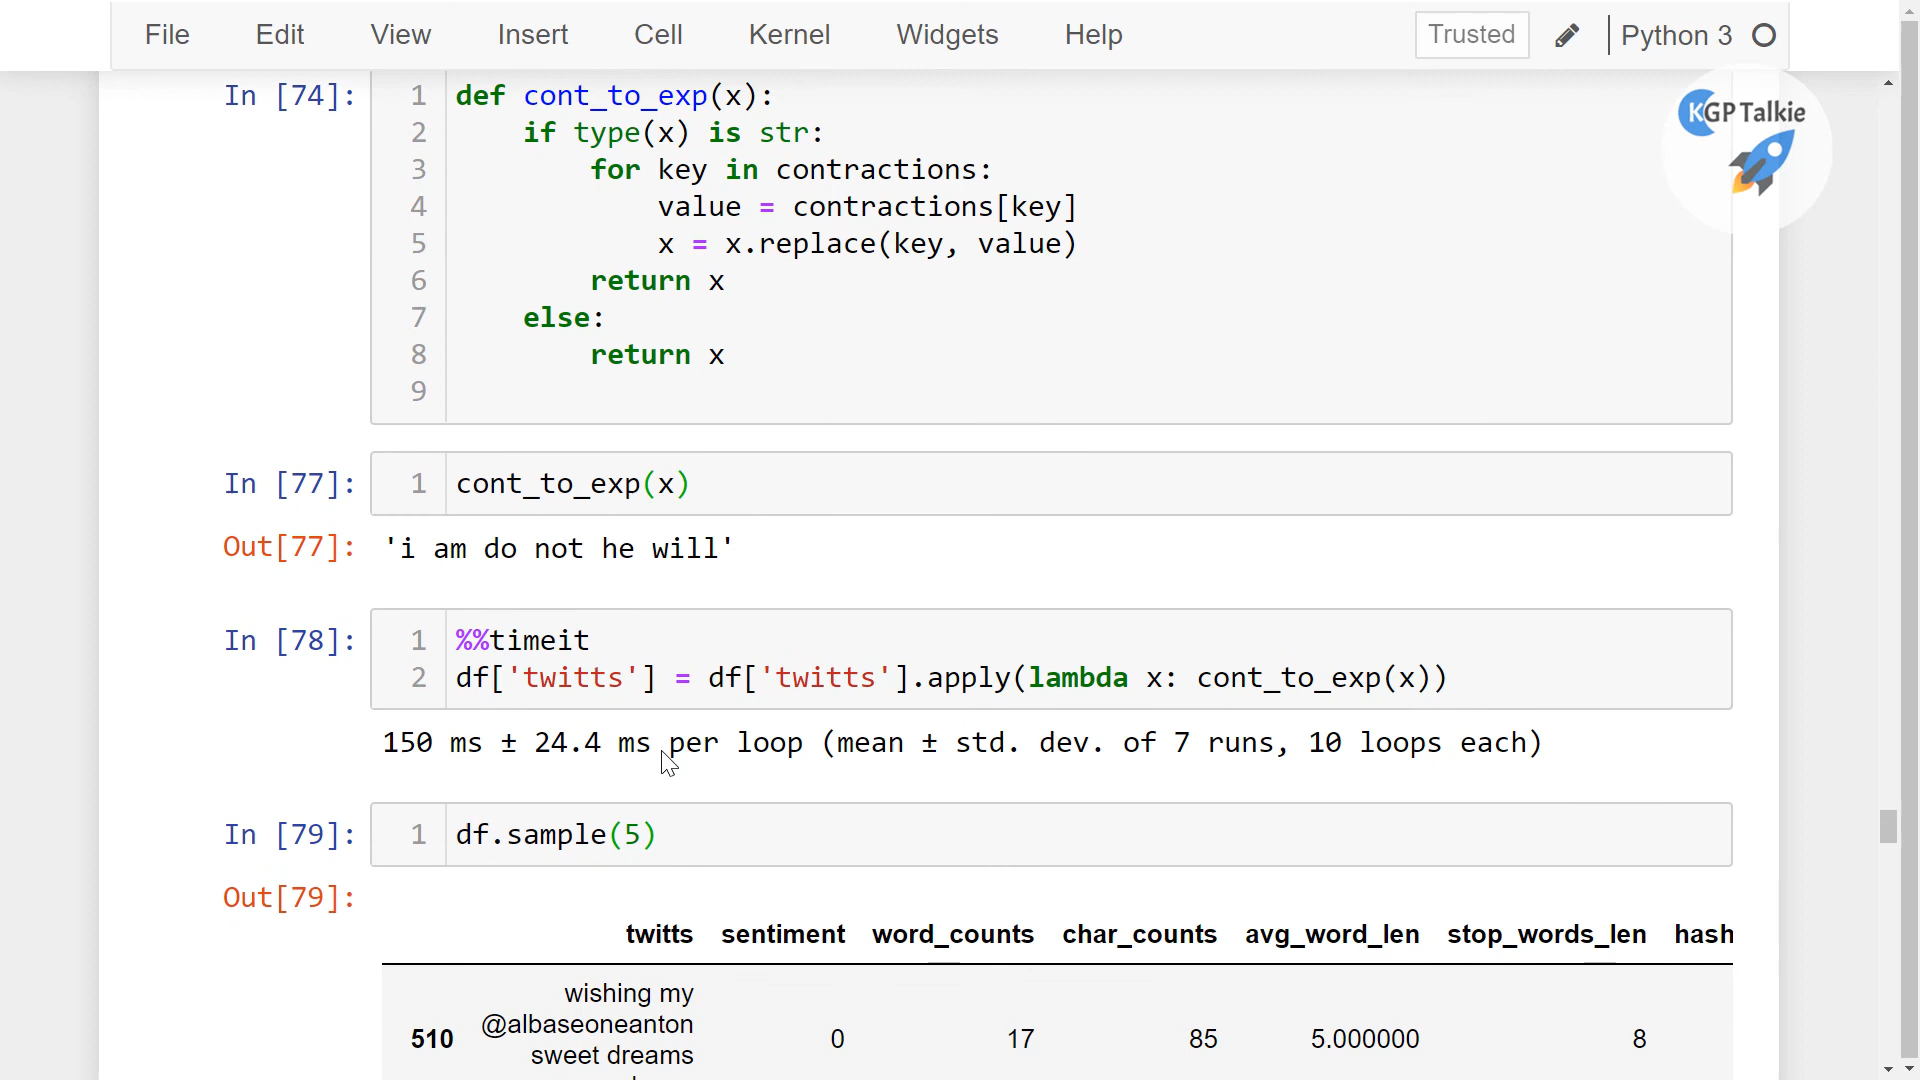 File Edit View Insert Cell Kernel Widgets Help Trusted Python 3
KGPTalkie
In [74]:
1 def cont_to_exp(x):
2 if type(x) is str:
3 for key in contractions:
4 value = contractions[key]
5 x = x.replace(key, value)
6 return x
7 else:
8 return x
9
In [77]: 1 cont_to_exp(x)
Out[77]: 'i am do not he will'
In [78]: 1 %%timeit
2 df['twitts'] = df['twitts'].apply(lambda x: cont_to_exp(x))
150 ms ± 24.4 ms per loop (mean ± std. dev. of 7 runs, 10 loops each)
In [79]: 1 df.sample(5)
Out[79]:
twitts sentiment word_counts char_counts avg_word_len stop_words_len hash
wishing my
@albaseoneanton
510 0 17 85 5.000000 8
sweet dreams